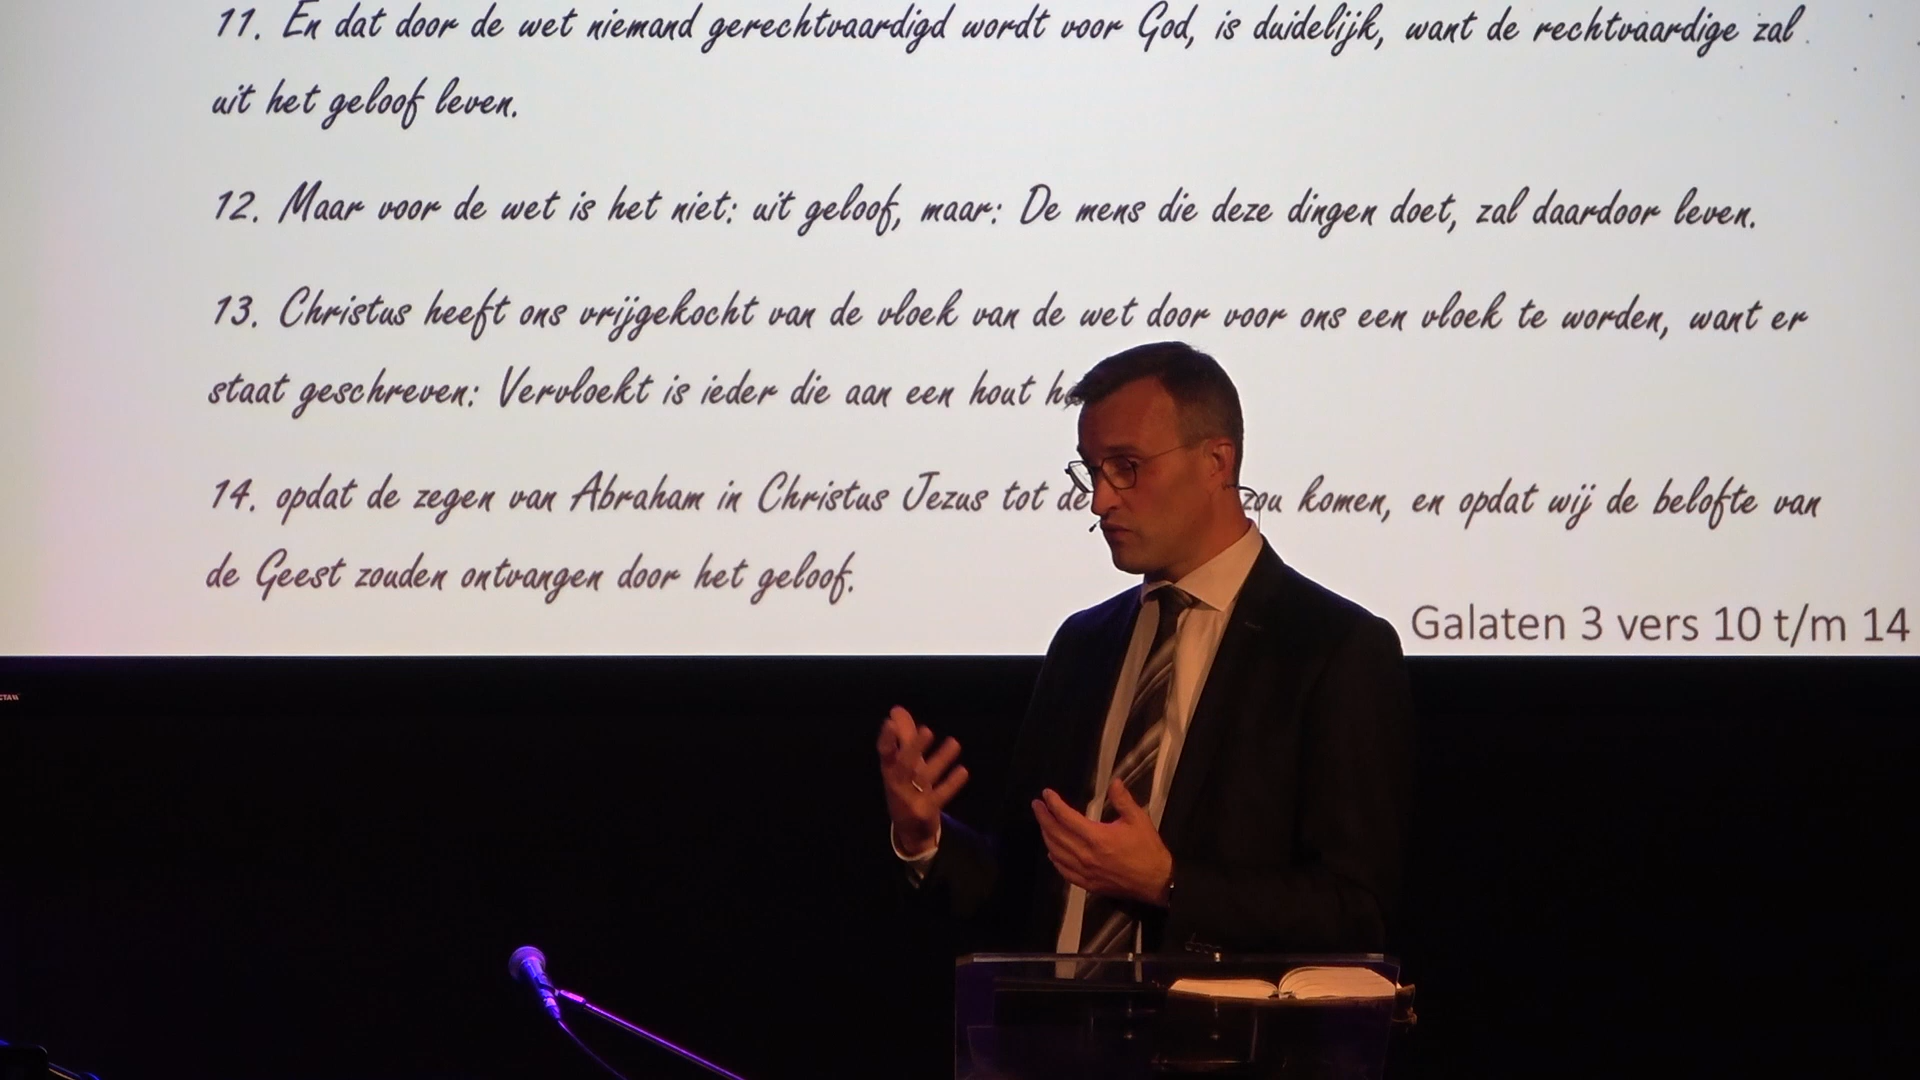 11. En dat door de wet niemand gerechtvaardigd wordt voor God, is duidelijk, want de rechtvaardige zal
uit het geloof leven.
12. Maar voor de wet is het niet: uit geloof, maar: De mens die deze dingen doet, zal daardoor leven.
13. Christus heeft ons vrijgekocht van de vloek van de wet door voor ons een vloek te worden, want er
staat geschreven: Vervloekt is ieder die aan een hout
14. opdat de zegen van Abraham in Christus Jezus tot de zou komen, en opdat wij de belofte van
de Geest zouden ontvangen door het geloof.
Galaten 3 vers 10 t/m 14